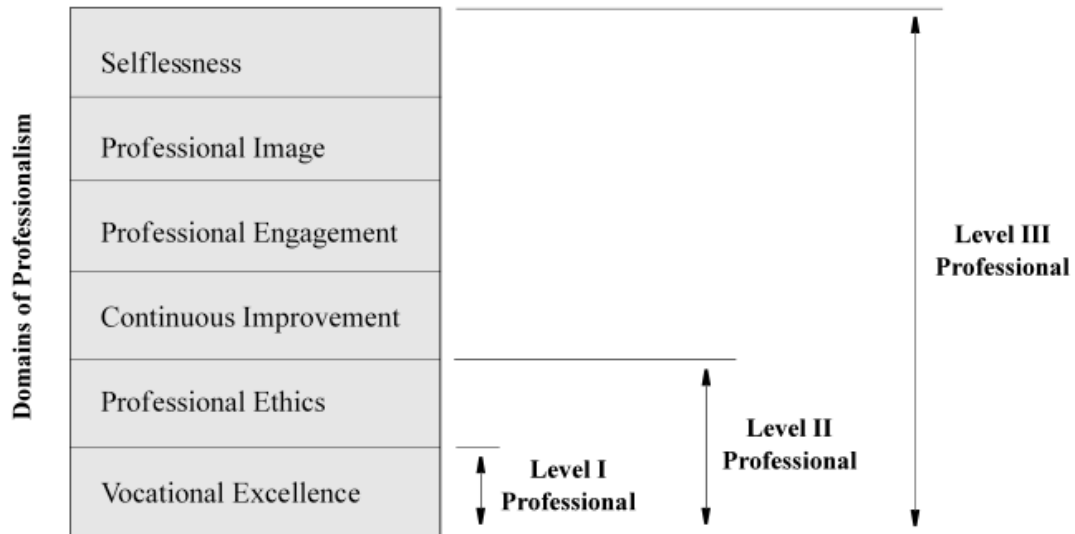 Domains of Professionalism
Selflessness
Professional Image
Professional Engagement
Continuous Improvement
Professional Ethics
Vocational Excellence
Level I
Professional
Level II
Professional
Level III
Professional